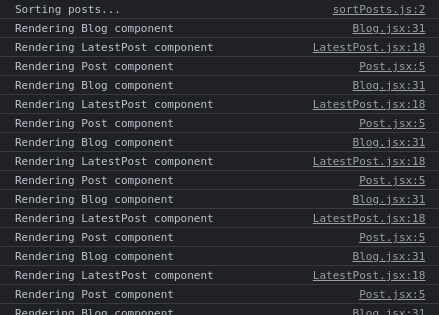 Sorting posts... sortPosts.js:2
Rendering Blog component Blog.jsx:31
Rendering LatestPost component LatestPost.jsx:18
Rendering Post component Post.jsx:5
Rendering Blog component Blog.jsx:31
Rendering LatestPost component LatestPost.jsx:18
Rendering Post component Post.jsx:5
Rendering Blog component Blog.jsx:31
Rendering LatestPost component LatestPost.jsx:18
Rendering Post component Post.jsx:5
Rendering Blog component Blog.jsx:31
Rendering LatestPost component LatestPost.jsx:18
Rendering Post component Post.jsx:5
Rendering Blog component Blog.jsx:31
Rendering LatestPost component LatestPost.jsx:18
Rendering Post component Post.jsx:5
Rendering Blog component Blog.jsx:31